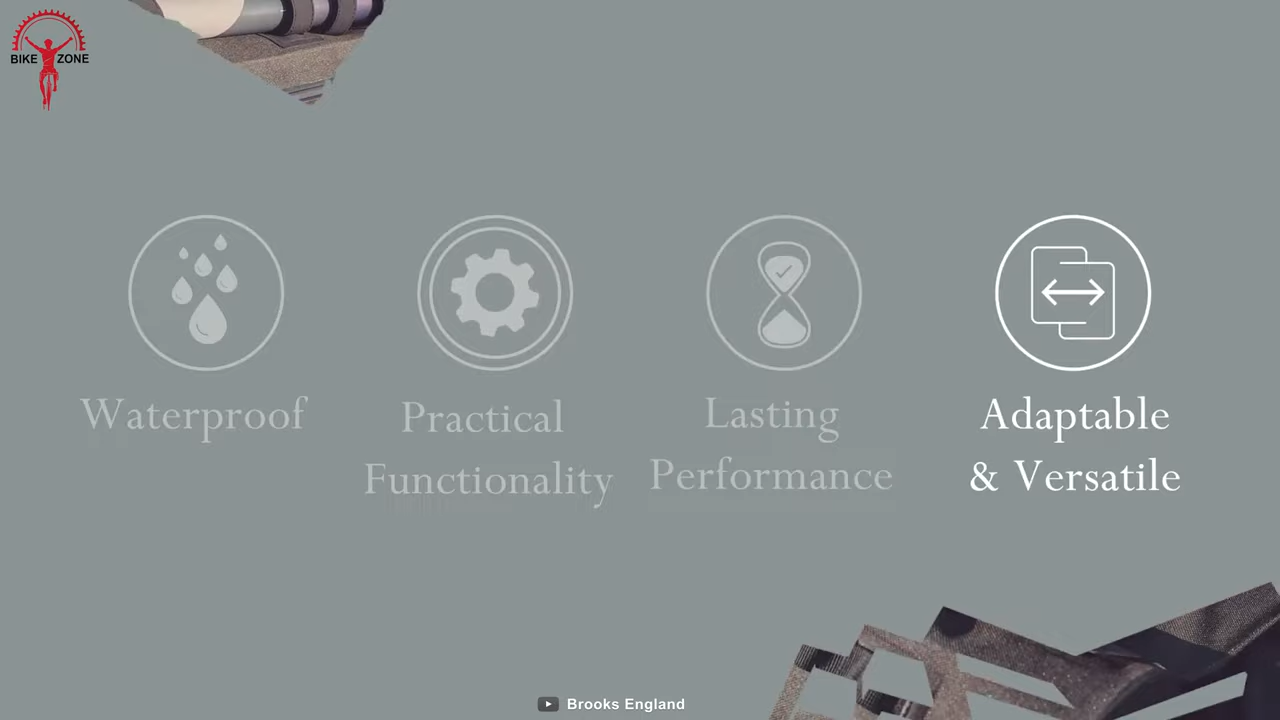 BIKE ZONE
Waterproof
Practical
Functionality
Lasting
Performance
Adaptable
& Versatile
Brooks England